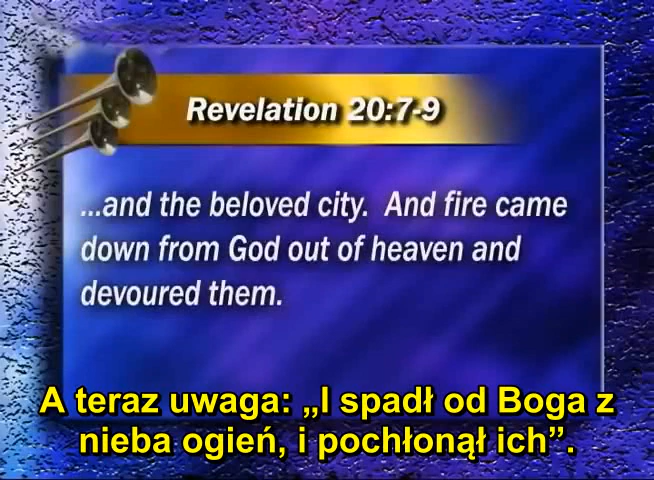 Revelation 20:7-9
...and the beloved city. And fire came
down from God out of heaven and
devoured them.
A teraz uwaga: „I spadł od Boga z
nieba ogień, i pochłonął ich”.